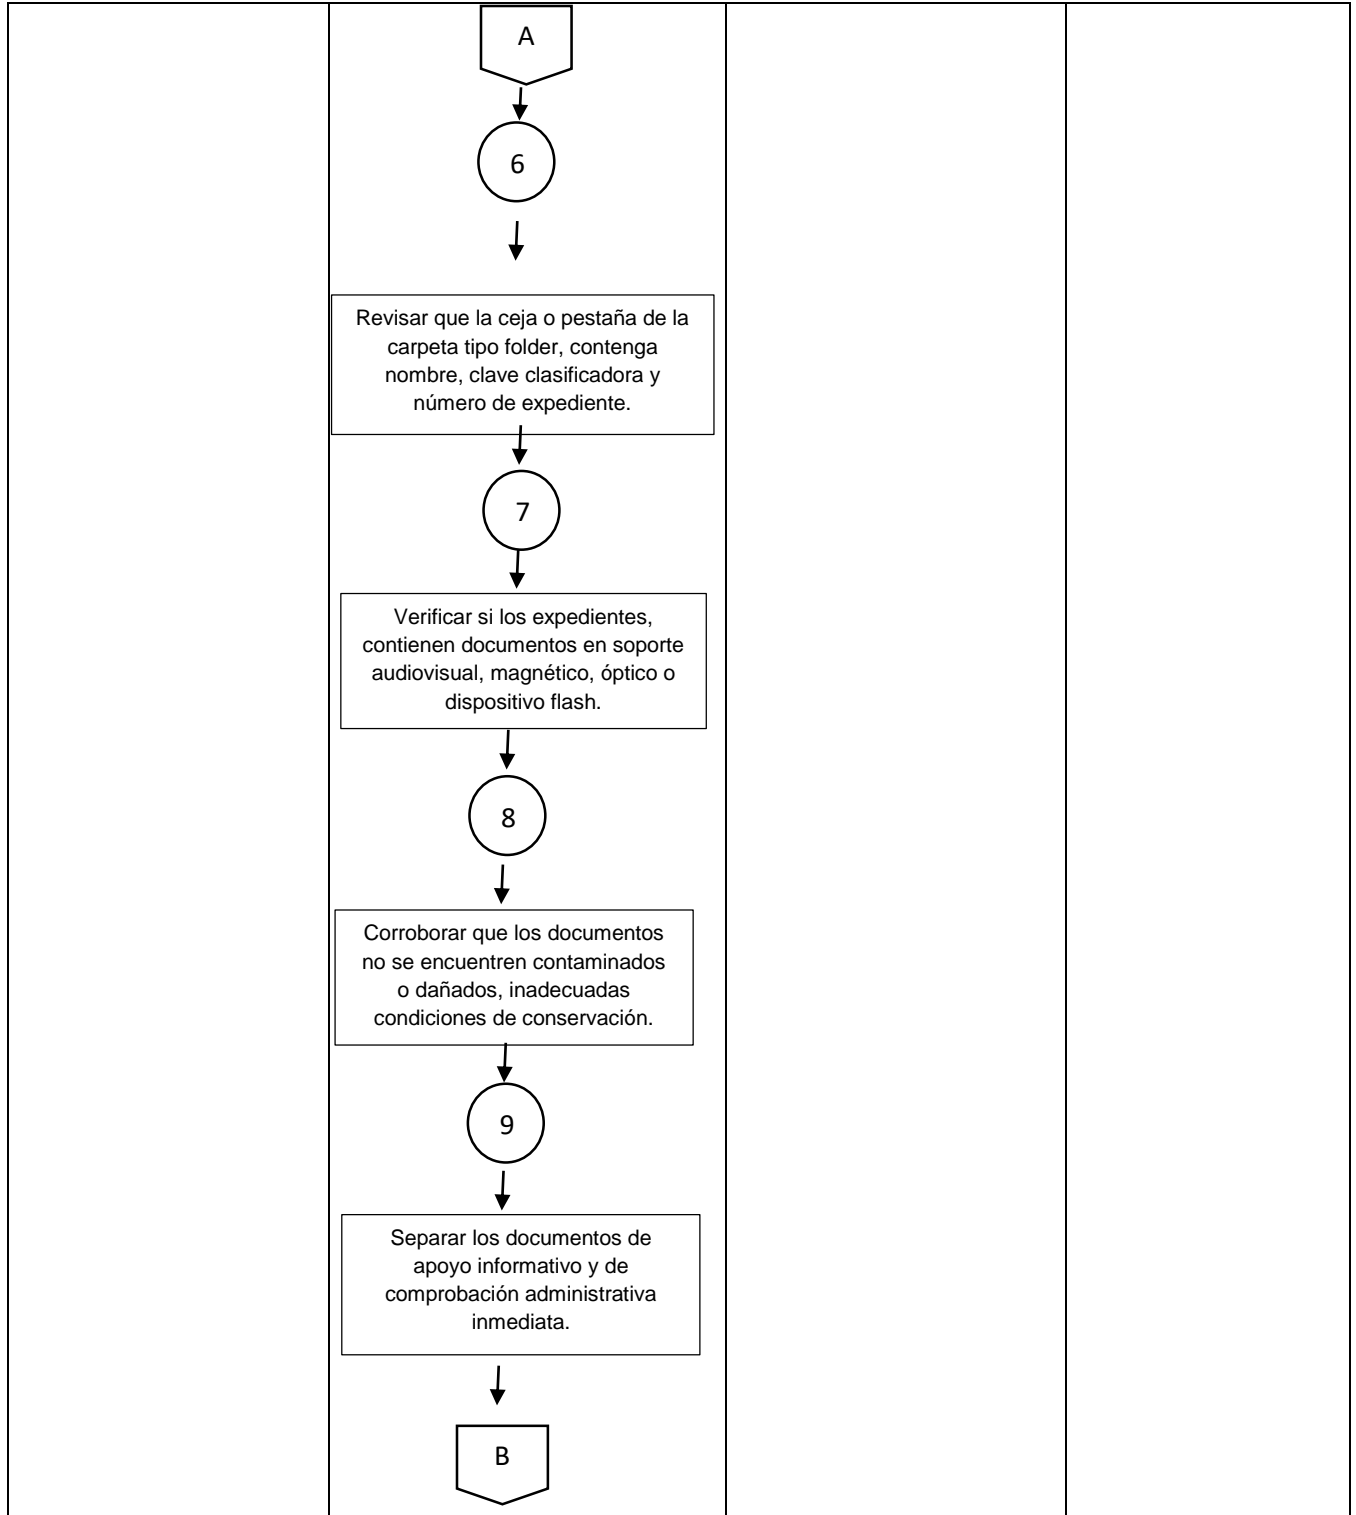 A
6
Revisar que la ceja o pestaña de la
carpeta tipo folder, contenga
nombre, clave clasificadora y
número de expediente.
7
Verificar si los expedientes,
contienen documentos en soporte
audiovisual, magnético, óptico o
dispositivo flash.
8
Corroborar que los documentos
no se encuentren contaminados
o dañados, inadecuadas
condiciones de conservación.
9
Separar los documentos de
apoyo informativo y de
comprobación administrativa
inmediata.
B